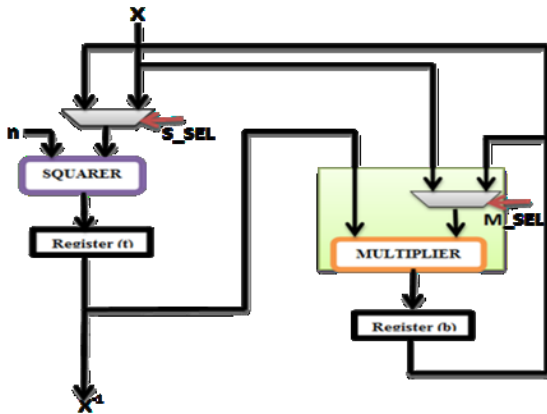 X
n
S_SEL
SQUARER
M_SEL
Register (t)
MULTIPLIER
Register (b)
X⁻¹